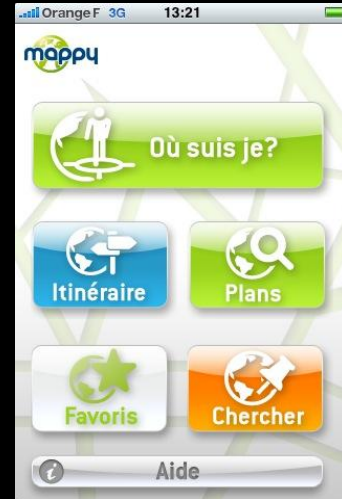 Orange F 3G 13:21
mappy
Où suis je?
Itinéraire Plans
Favoris Chercher
i Aide